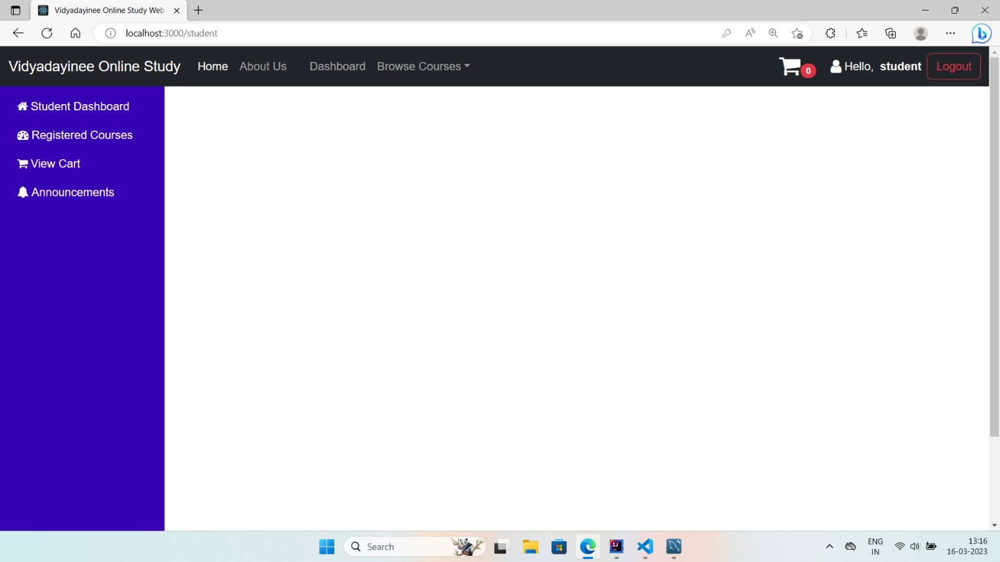 Vidyadayinee Online Study Web
localhost:3000/student
Vidyadayinee Online Study Home About Us Dashboard Browse Courses 0 Hello, student Logout
Student Dashboard
Registered Courses
View Cart
Announcements
Search
ENG
IN
13:16
16-03-2023